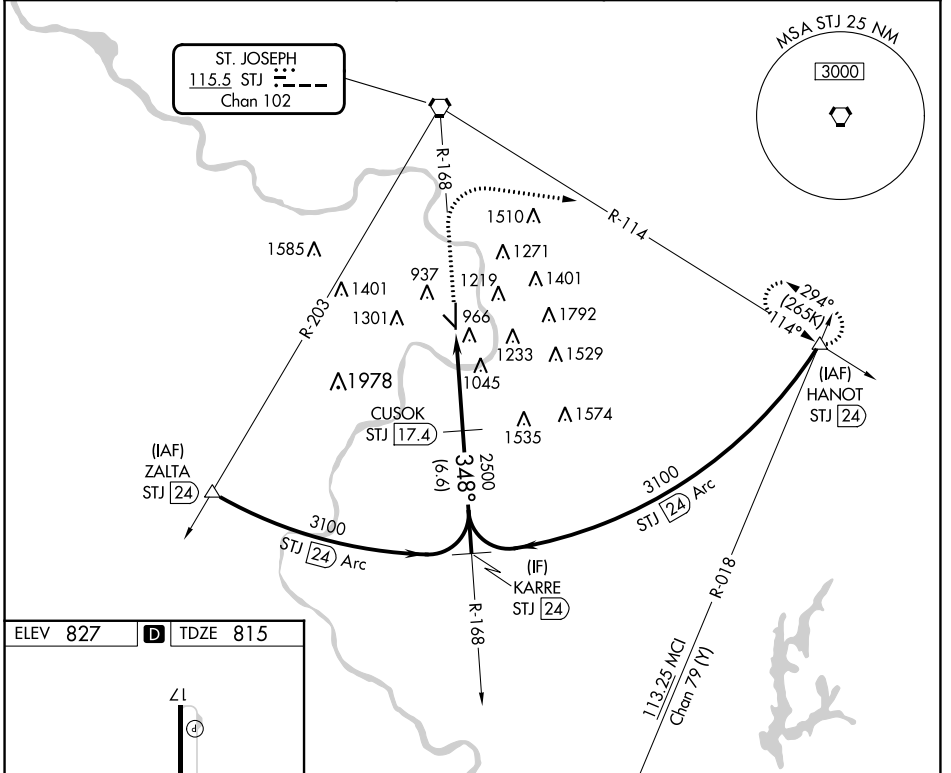 ST. JOSEPH
115.5 STJ
Chan 102
MSA STJ 25 NM
3000
R-168
R-203
R-114
1510
1585
1271
937
1219
1401
1401
1301
966
1792
1233
1529
1045
1978
294°
(265K)
114°
(IAF)
HANOT
STJ 24
CUSOK
STJ 17.4
1535
1574
(IAF)
ZALTA
STJ 24
2500
348°
(6.6)
3100
STJ 24 Arc
3100
STJ 24 Arc
(IF)
KARRE
STJ 24
R-168
R-018
113.25 MCI
Chan 79 (Y)
ELEV 827 D TDZE 815
17
P